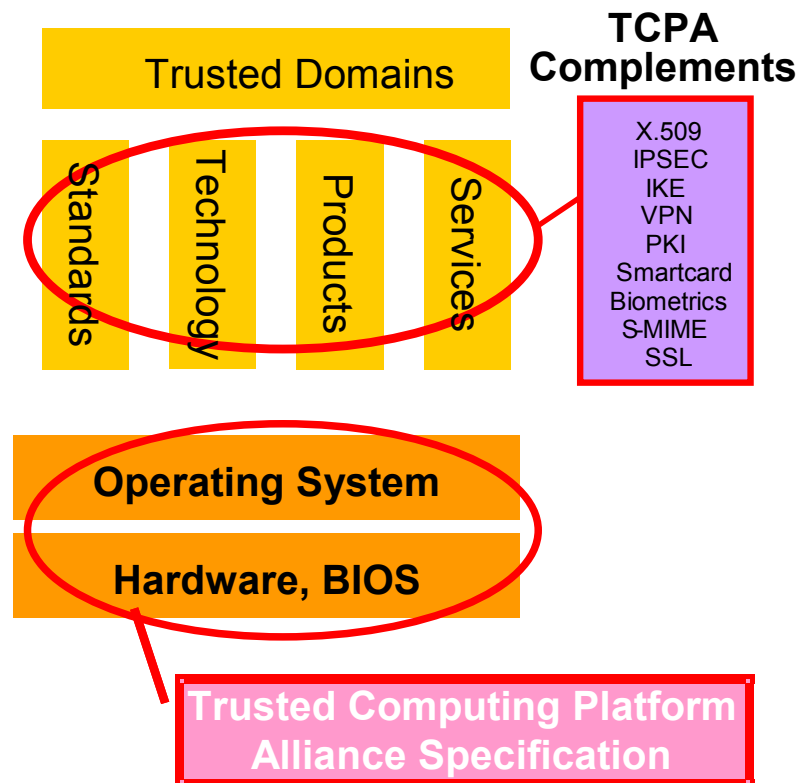 TCPA
Complements
Trusted Domains
Standards
Technology
Products
Services
X.509
IPSEC
IKE
VPN
PKI
Smartcard
Biometrics
S-MIME
SSL
Operating System
Hardware, BIOS
Trusted Computing Platform
Alliance Specification